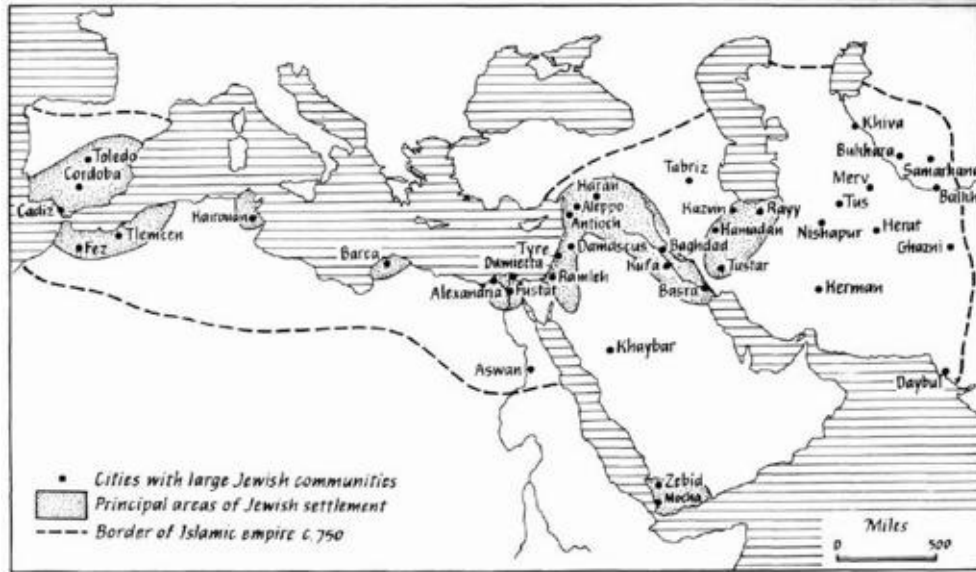 Khiva
Bukhara
Samarkand
Tabriz
Merv
Balkh
Toledo
Cordoba
Haran
Aleppo
Antioch
Kazvin
Rayy
Tus
Cadiz
Kairouan
Hamadan
Nishapur
Herat
Ghazni
Fez
Tlemcen
Barca
Tyre
Damascus
Baghdad
Damietta
Kufa
Tustar
Alexandria
Fustat
Ramleh
Basra
Kerman
Khaybar
Aswan
Daybul
Zebid
Mocha
Cities with large Jewish communities
Principal areas of Jewish settlement
Border of Islamic empire c.750
Miles
0 500